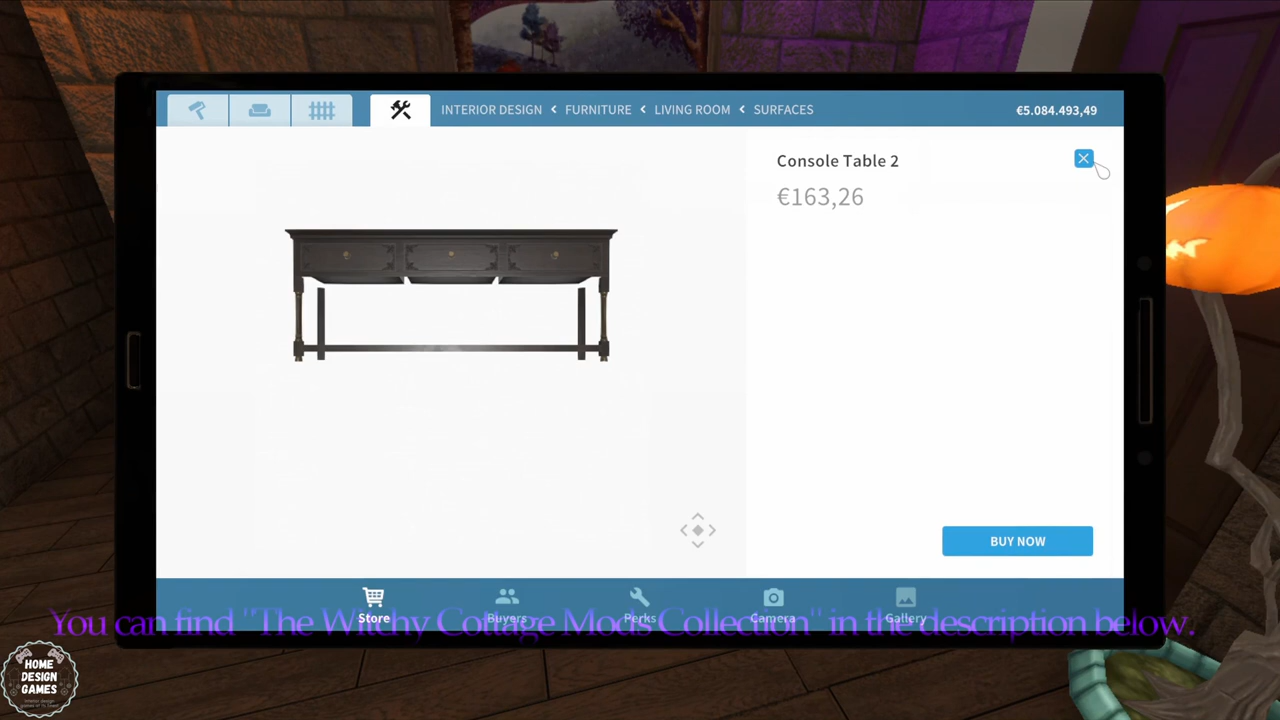 INTERIOR DESIGN < FURNITURE < LIVING ROOM < SURFACES
€5.084.493,49
Console Table 2
€163,26
BUY NOW
Store Buyers Perks Camera Gallery
You can find "The Witchy Cottage Mods Collection" in the description below.
HOME
DESIGN
GAMES